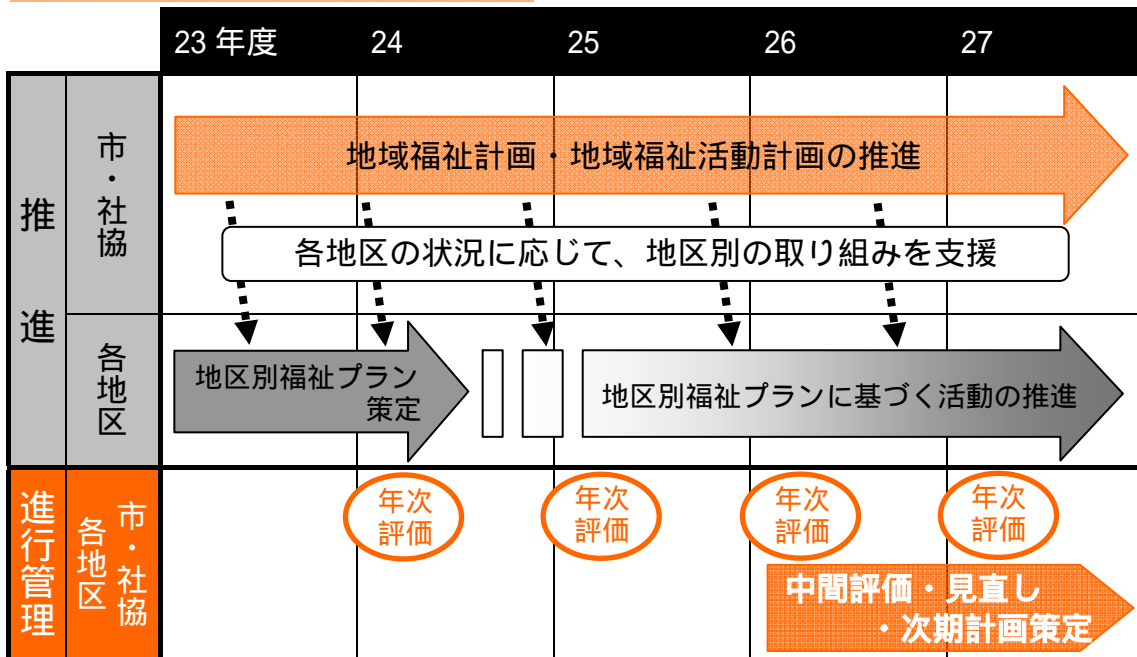 23 年度 24 25 26 27
推進
市・社協
地域福祉計画・地域福祉活動計画の推進
各地区の状況に応じて、地区別の取り組みを支援
各地区
地区別福祉プラン
策定
地区別福祉プランに基づく活動の推進
進行管理
市・社協
各地区
年次
評価
年次
評価
年次
評価
年次
評価
中間評価・見直し
・次期計画策定